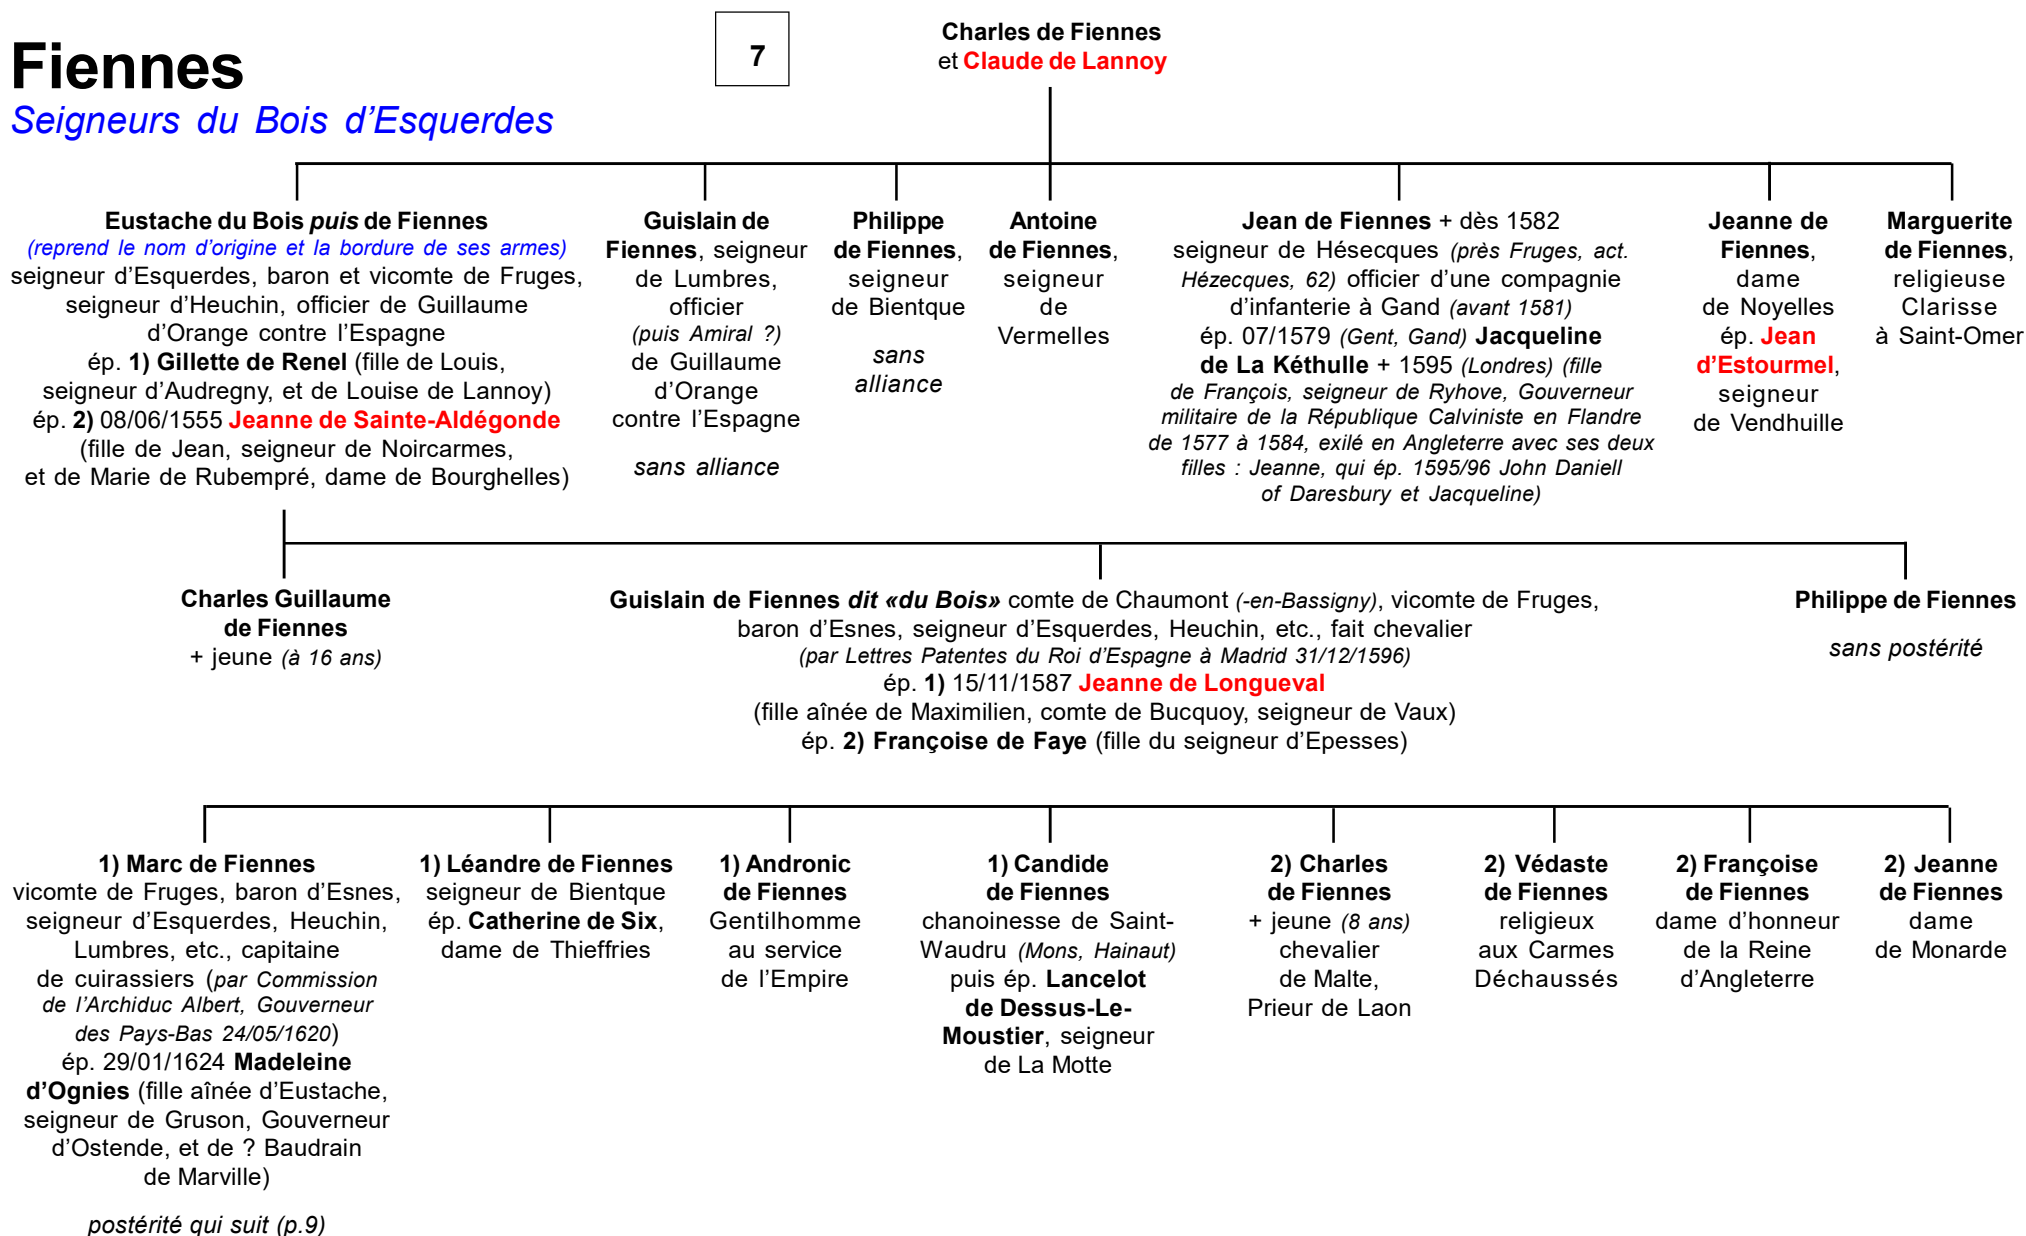 Fiennes
Seigneurs du Bois d’Esquerdes
7
Charles de Fiennes
et Claude de Lannoy
Eustache du Bois puis de Fiennes
(reprend le nom d’origine et la bordure de ses armes)
seigneur d’Esquerdes, baron et vicomte de Fruges,
seigneur d’Heuchin, officier de Guillaume
d’Orange contre l’Espagne
ép. 1) Gillette de Renel (fille de Louis,
seigneur d’Audregny, et de Louise de Lannoy)
ép. 2) 08/06/1555 Jeanne de Sainte-Aldégonde
(fille de Jean, seigneur de Noircarmes,
et de Marie de Rubempré, dame de Bourghelles)
Guislain de
Fiennes, seigneur
de Lumbres,
officier
(puis Amiral ?)
de Guillaume
d’Orange
contre l’Espagne
sans alliance
Philippe
de Fiennes,
seigneur
de Bientque
sans
alliance
Antoine
de Fiennes,
seigneur
de
Vermelles
Jean de Fiennes + dès 1582
seigneur de Hésecques (près Fruges, act.
Hézecques, 62) officier d’une compagnie
d’infanterie à Gand (avant 1581)
ép. 07/1579 (Gent, Gand) Jacqueline
de La Kéthulle + 1595 (Londres) (fille
de François, seigneur de Ryhove, Gouverneur
militaire de la République Calviniste en Flandre
de 1577 à 1584, exilé en Angleterre avec ses deux
filles : Jeanne, qui ép. 1595/96 John Daniell
of Daresbury et Jacqueline)
Jeanne de
Fiennes,
dame
de Noyelles
ép. Jean
d’Estourmel,
seigneur
de Vendhuille
Marguerite
de Fiennes,
religieuse
Clarisse
à Saint-Omer
Charles Guillaume
de Fiennes
+ jeune (à 16 ans)
Guislain de Fiennes dit «du Bois» comte de Chaumont (-en-Bassigny), vicomte de Fruges,
baron d’Esnes, seigneur d’Esquerdes, Heuchin, etc., fait chevalier
(par Lettres Patentes du Roi d’Espagne à Madrid 31/12/1596)
ép. 1) 15/11/1587 Jeanne de Longueval
(fille aînée de Maximilien, comte de Bucquoy, seigneur de Vaux)
ép. 2) Françoise de Faye (fille du seigneur d’Epesses)
Philippe de Fiennes
sans postérité
1) Marc de Fiennes
vicomte de Fruges, baron d’Esnes,
seigneur d’Esquerdes, Heuchin,
Lumbres, etc., capitaine
de cuirassiers (par Commission
de l’Archiduc Albert, Gouverneur
des Pays-Bas 24/05/1620)
ép. 29/01/1624 Madeleine
d’Ognies (fille aînée d’Eustache,
seigneur de Gruson, Gouverneur
d’Ostende, et de ? Baudrain
de Marville)
postérité qui suit (p.9)
1) Léandre de Fiennes
seigneur de Bientque
ép. Catherine de Six,
dame de Thieffries
1) Andronic
de Fiennes
Gentilhomme
au service
de l’Empire
1) Candide
de Fiennes
chanoinesse de Saint-
Waudru (Mons, Hainaut)
puis ép. Lancelot
de Dessus-Le-
Moustier, seigneur
de La Motte
2) Charles
de Fiennes
+ jeune (8 ans)
chevalier
de Malte,
Prieur de Laon
2) Védaste
de Fiennes
religieux
aux Carmes
Déchaussés
2) Françoise
de Fiennes
dame d’honneur
de la Reine
d’Angleterre
2) Jeanne
de Fiennes
dame
de Monarde